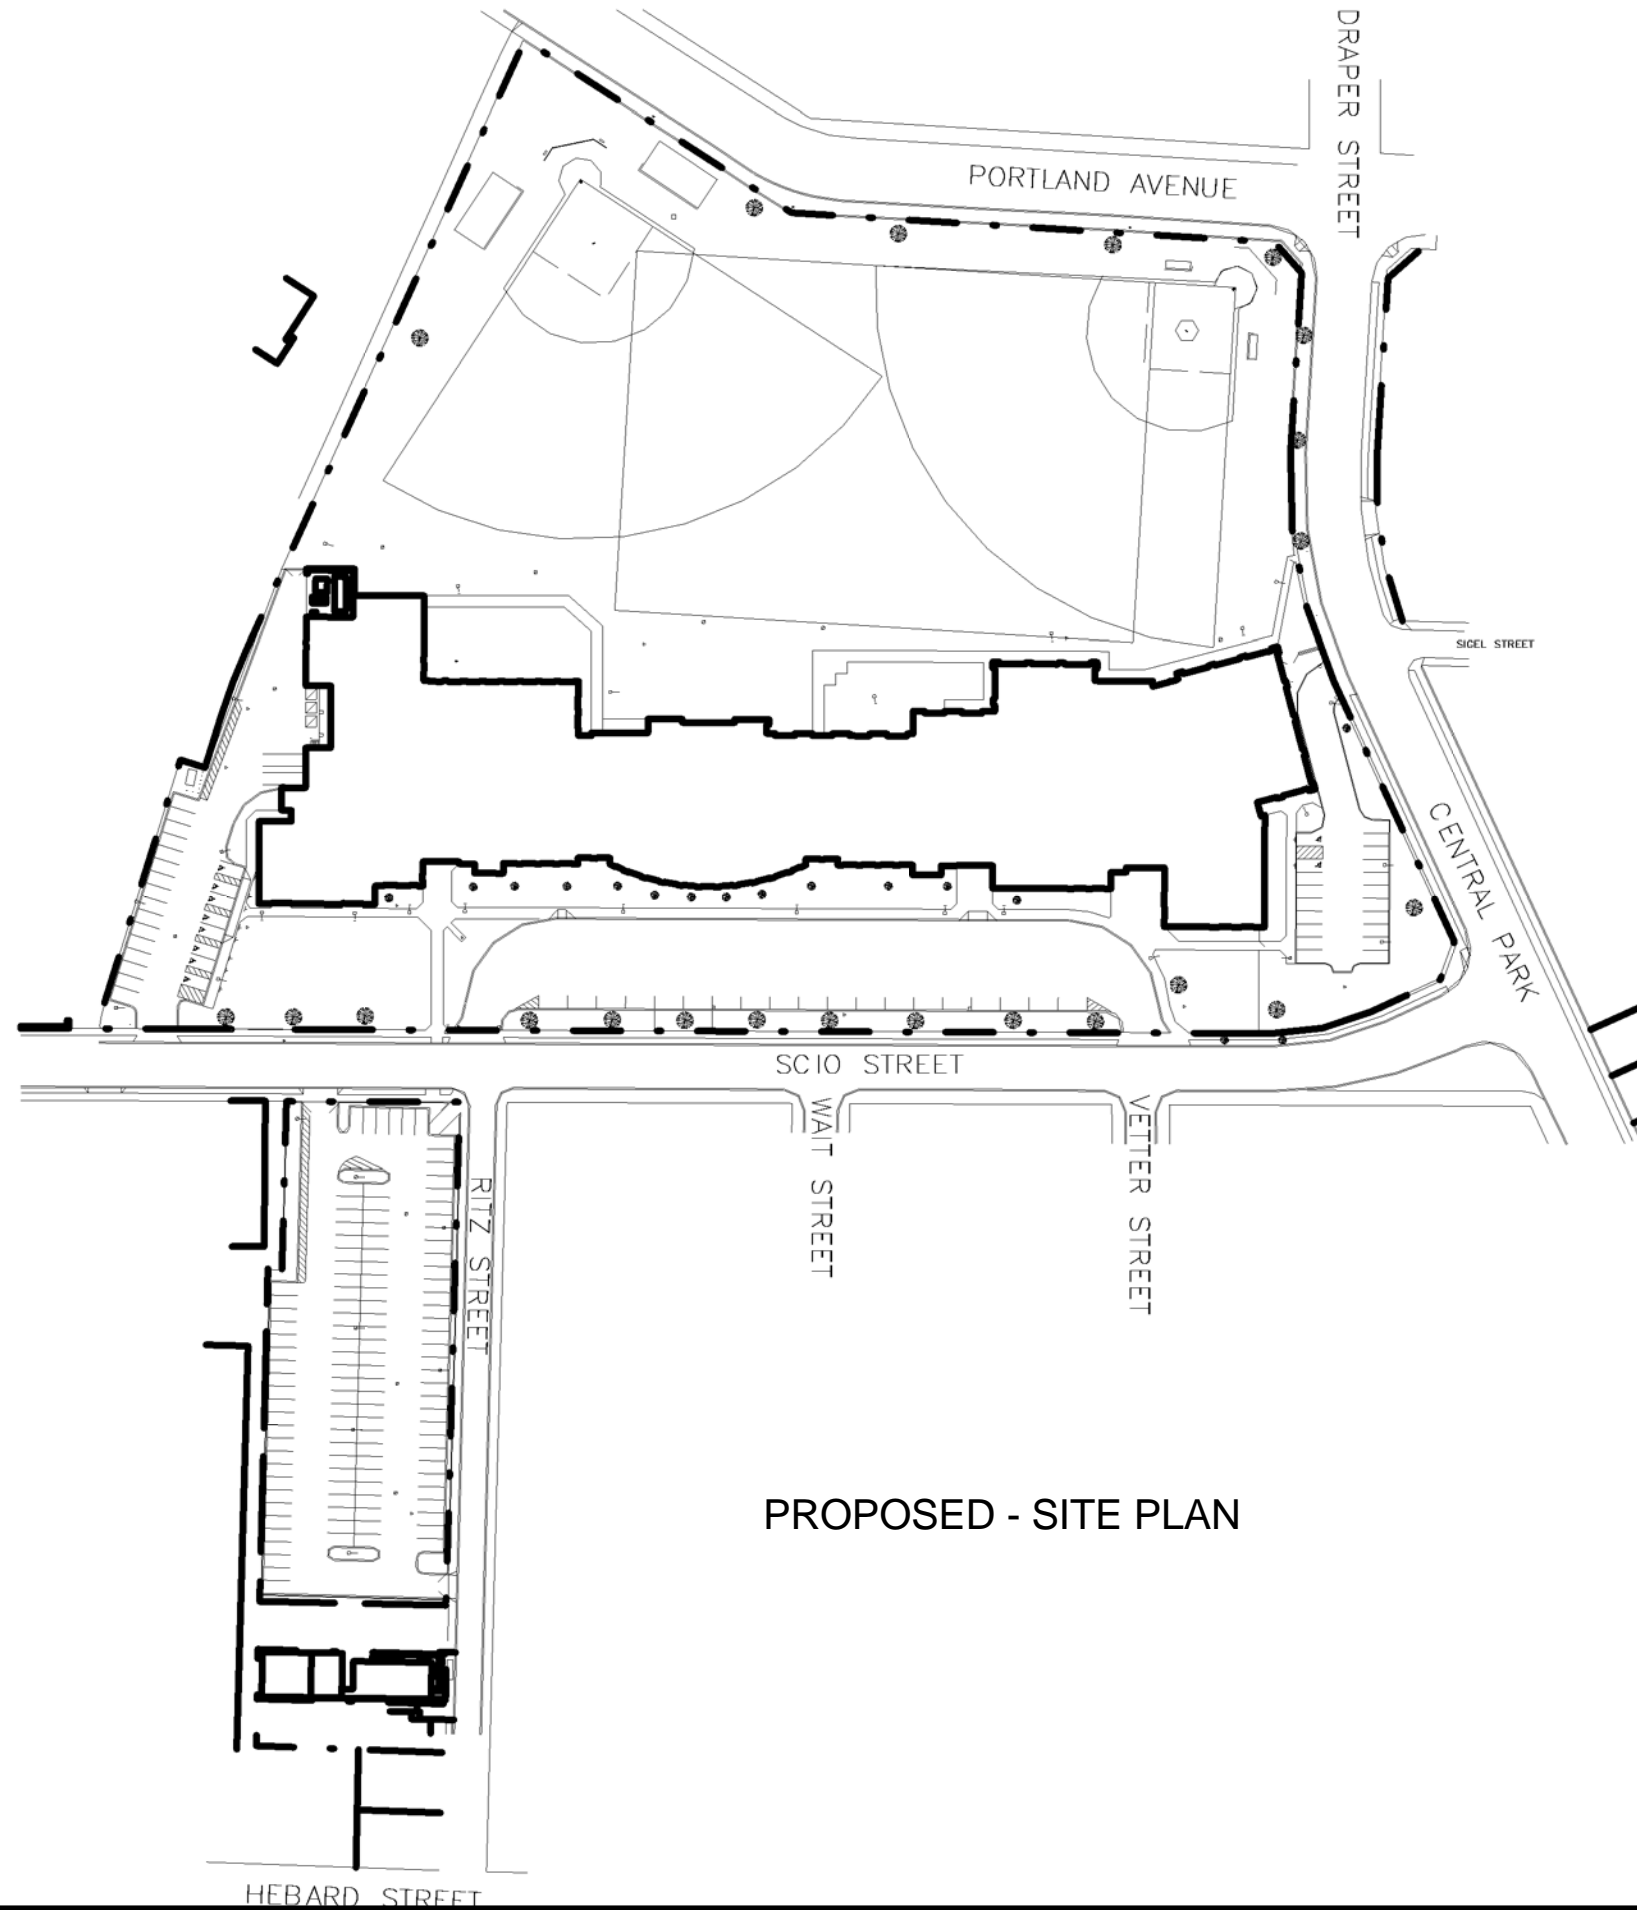 DRAPER STREET
PORTLAND AVENUE
SICEL STREET
CENTRAL PARK
SCIO STREET
WAIT STREET
VETTER STREET
RITZ STREET
PROPOSED - SITE PLAN
HEBARD STREET